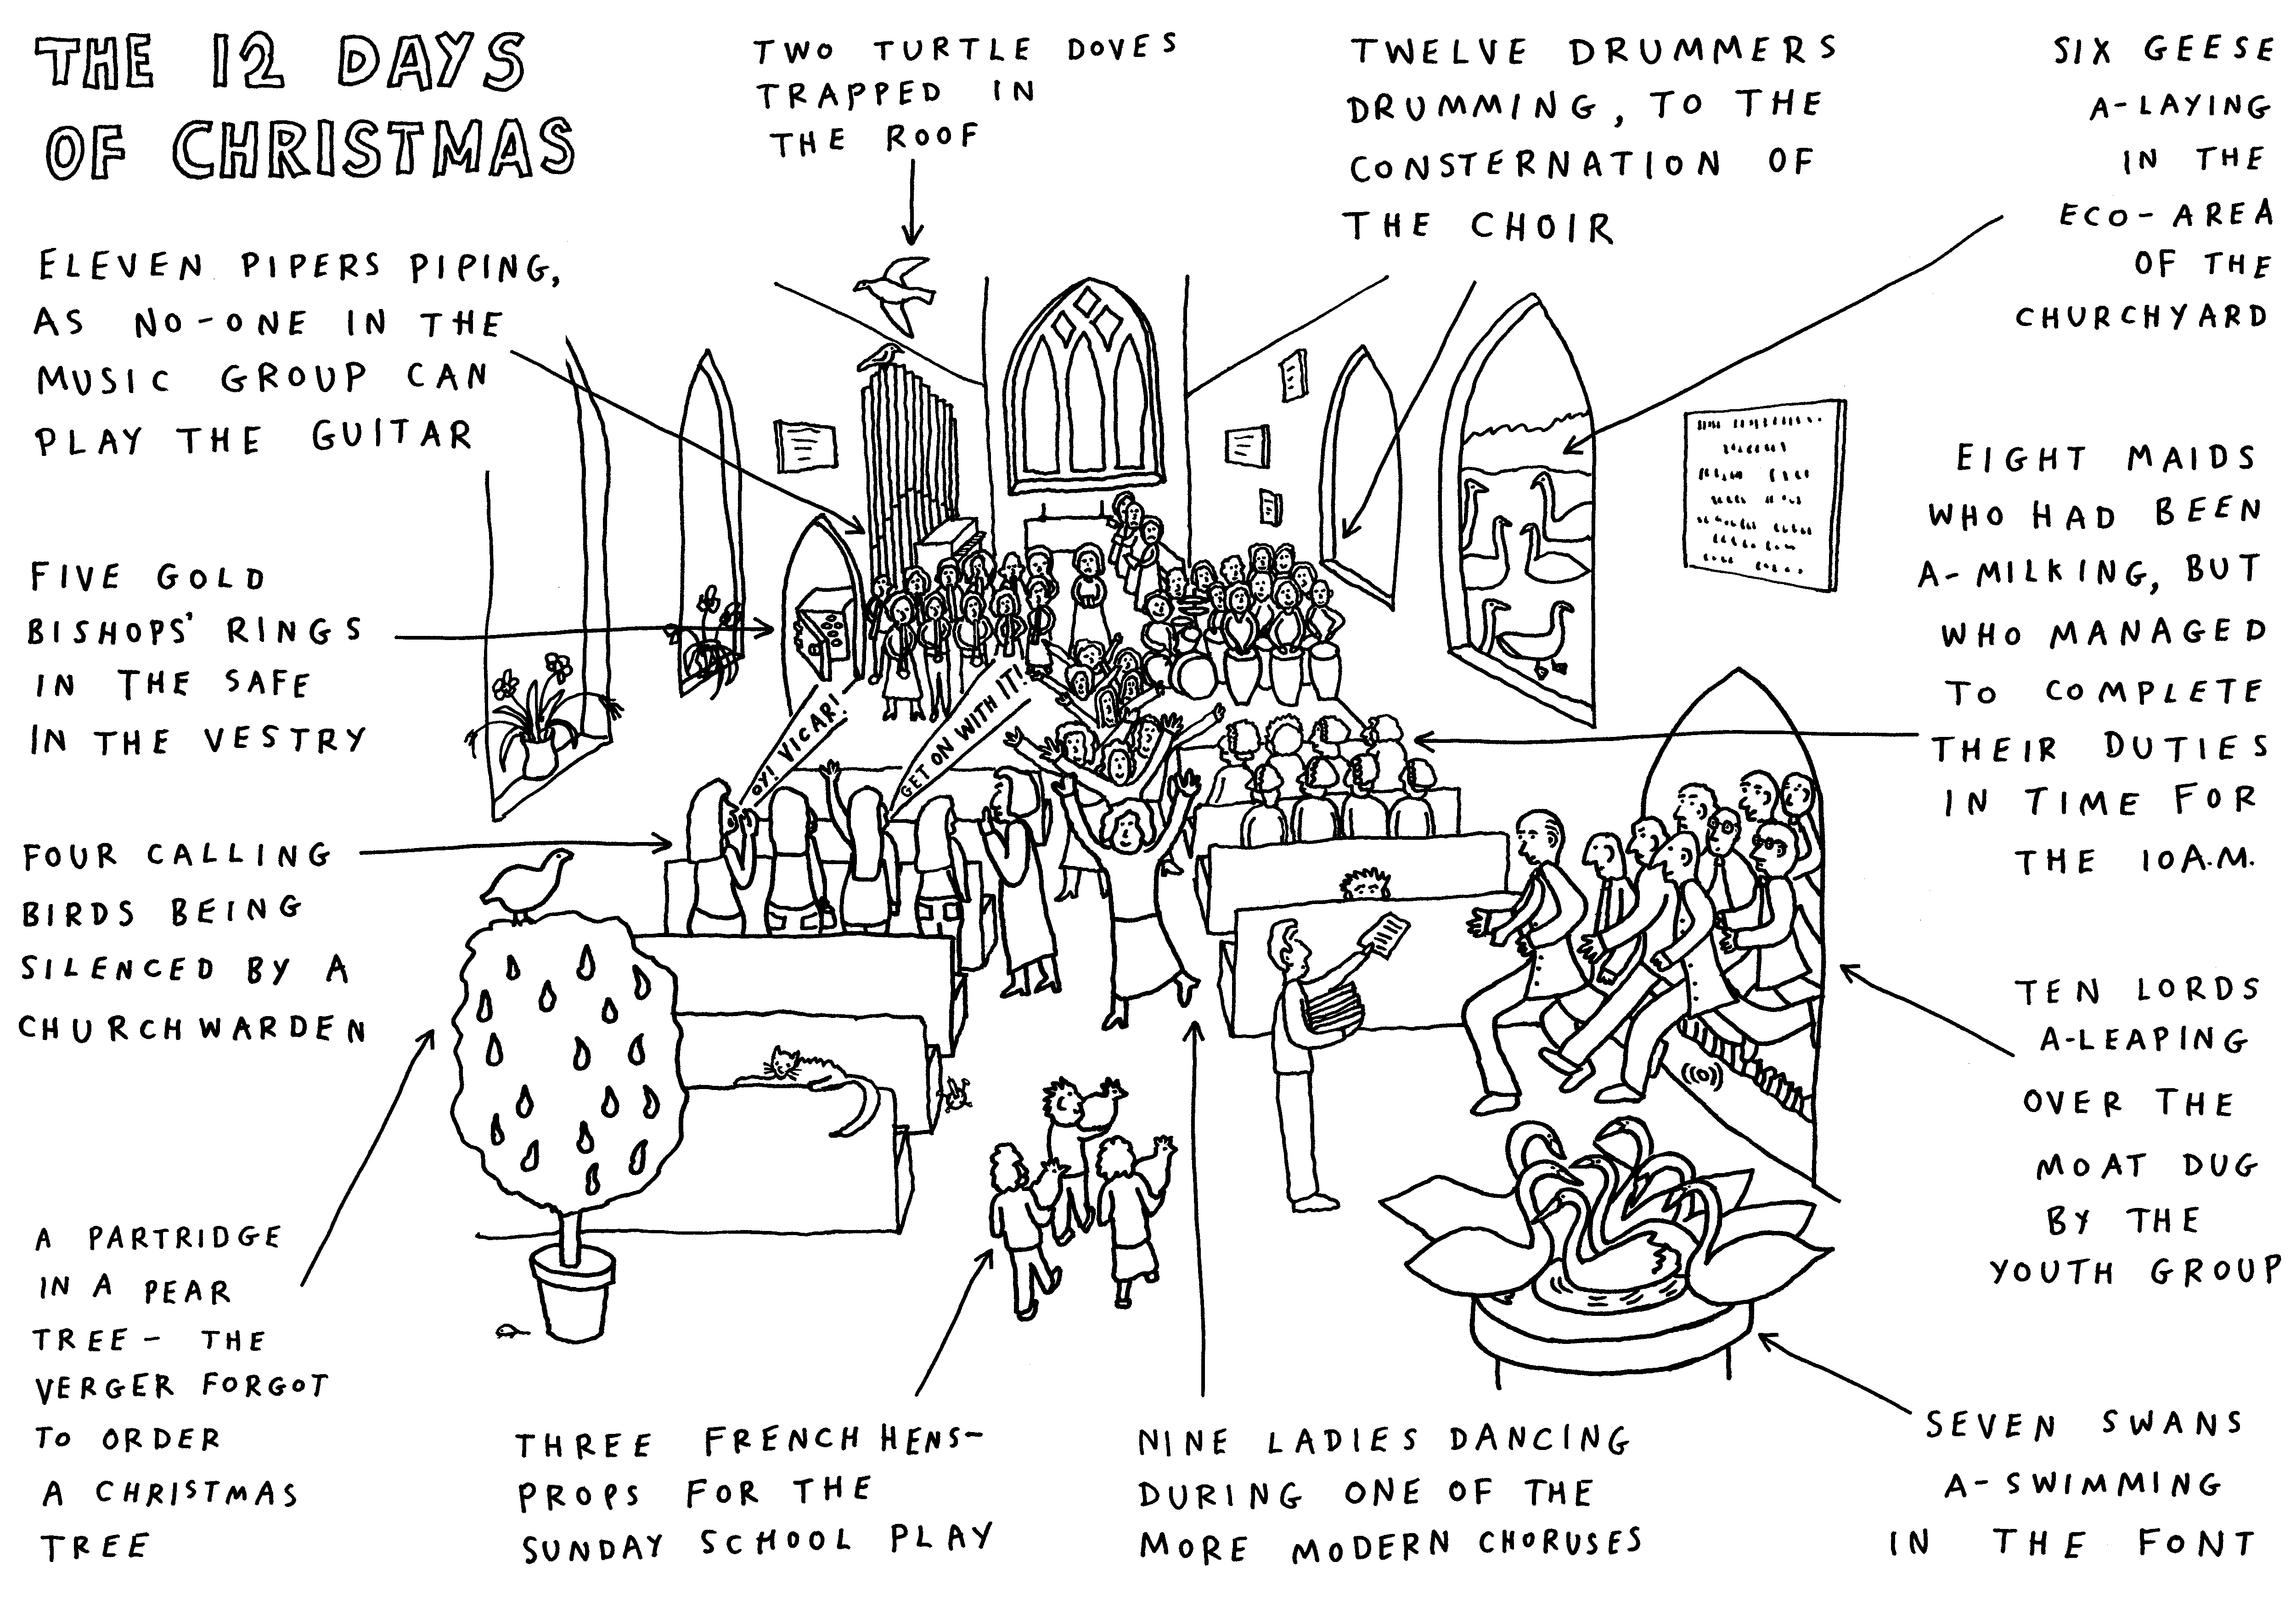 THE 12 DAYS
OF CHRISTMAS
TWO TURTLE DOVES
TRAPPED IN
THE ROOF
TWELVE DRUMMERS
DRUMMING, TO THE
CONSTERNATION OF
THE CHOIR
SIX GEESE
A-LAYING
IN THE
ECO-AREA
OF THE
CHURCHYARD
ELEVEN PIPERS PIPING,
AS NO-ONE IN THE
MUSIC GROUP CAN
PLAY THE GUITAR
FIVE GOLD
BISHOPS' RINGS
IN THE SAFE
IN THE VESTRY
EIGHT MAIDS
WHO HAD BEEN
A-MILKING, BUT
WHO MANAGED
TO COMPLETE
THEIR DUTIES
IN TIME FOR
THE 10A.M.
OY! VICAR!
GET ON WITH IT!
FOUR CALLING
BIRDS BEING
SILENCED BY A
CHURCHWARDEN
TEN LORDS
A-LEAPING
OVER THE
MOAT DUG
BY THE
YOUTH GROUP
A PARTRIDGE
IN A PEAR
TREE- THE
VERGER FORGOT
TO ORDER
A CHRISTMAS
TREE
THREE FRENCH HENS-
PROPS FOR THE
SUNDAY SCHOOL PLAY
NINE LADIES DANCING
DURING ONE OF THE
MORE MODERN CHORUSES
SEVEN SWANS
A-SWIMMING
IN THE FONT